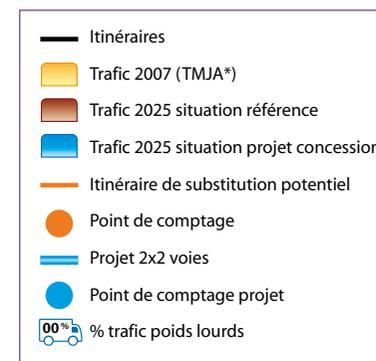 Itinéraires
Trafic 2007 (TMJA*)
Trafic 2025 situation référence
Trafic 2025 situation projet concession
Itinéraire de substitution potentiel
Point de comptage
Projet 2x2 voies
Point de comptage projet
00% % trafic poids lourds